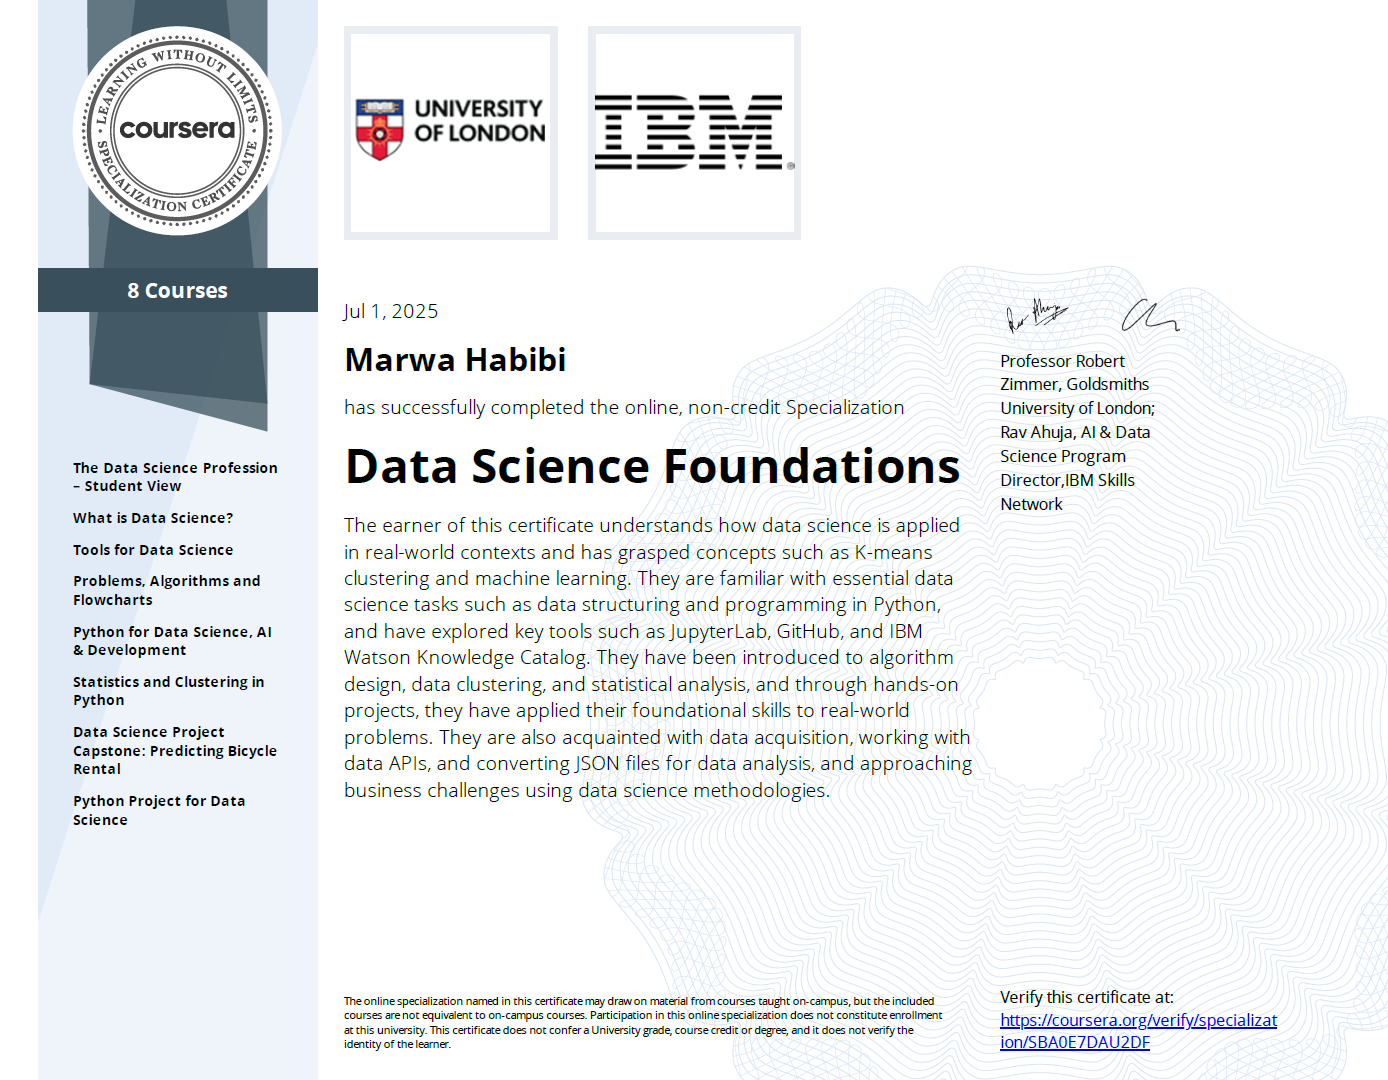 LEARNING WITHOUT LIMITS
coursera
SPECIALIZATION CERTIFICATE
8 Courses
The Data Science Profession
– Student View
What is Data Science?
Tools for Data Science
Problems, Algorithms and
Flowcharts
Python for Data Science, AI
& Development
Statistics and Clustering in
Python
Data Science Project
Capstone: Predicting Bicycle
Rental
Python Project for Data
Science
UNIVERSITY
OF LONDON
IBM
Jul 1, 2025
Marwa Habibi
has successfully completed the online, non-credit Specialization
Data Science Foundations
The earner of this certificate understands how data science is applied
in real-world contexts and has grasped concepts such as K-means
clustering and machine learning. They are familiar with essential data
science tasks such as data structuring and programming in Python,
and have explored key tools such as JupyterLab, GitHub, and IBM
Watson Knowledge Catalog. They have been introduced to algorithm
design, data clustering, and statistical analysis, and through hands-on
projects, they have applied their foundational skills to real-world
problems. They are also acquainted with data acquisition, working with
data APIs, and converting JSON files for data analysis, and approaching
business challenges using data science methodologies.
Rav Ahuja
Professor Robert
Zimmer, Goldsmiths
University of London;
Rav Ahuja, AI & Data
Science Program
Director,IBM Skills
Network
The online specialization named in this certificate may draw on material from courses taught on-campus, but the included
courses are not equivalent to on-campus courses. Participation in this online specialization does not constitute enrollment
at this university. This certificate does not confer a University grade, course credit or degree, and it does not verify the
identity of the learner.
Verify this certificate at:
https://coursera.org/verify/specializat
ion/SBA0E7DAU2DF